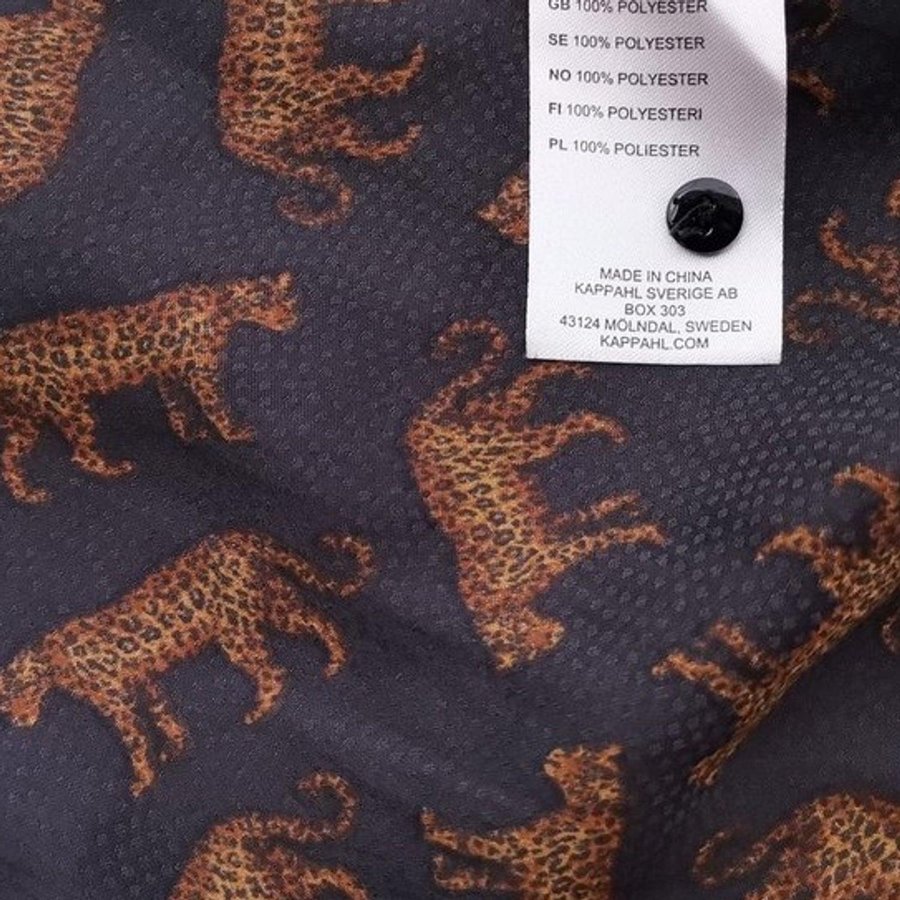 GB 100% POLYESTER
SE 100% POLYESTER
NO 100% POLYESTER
FI 100% POLYESTERI
PL 100% POLIESTER
MADE IN CHINA
KAPPAHL SVERIGE AB
BOX 303
43124 MÖLNDAL, SWEDEN
KAPPAHL.COM